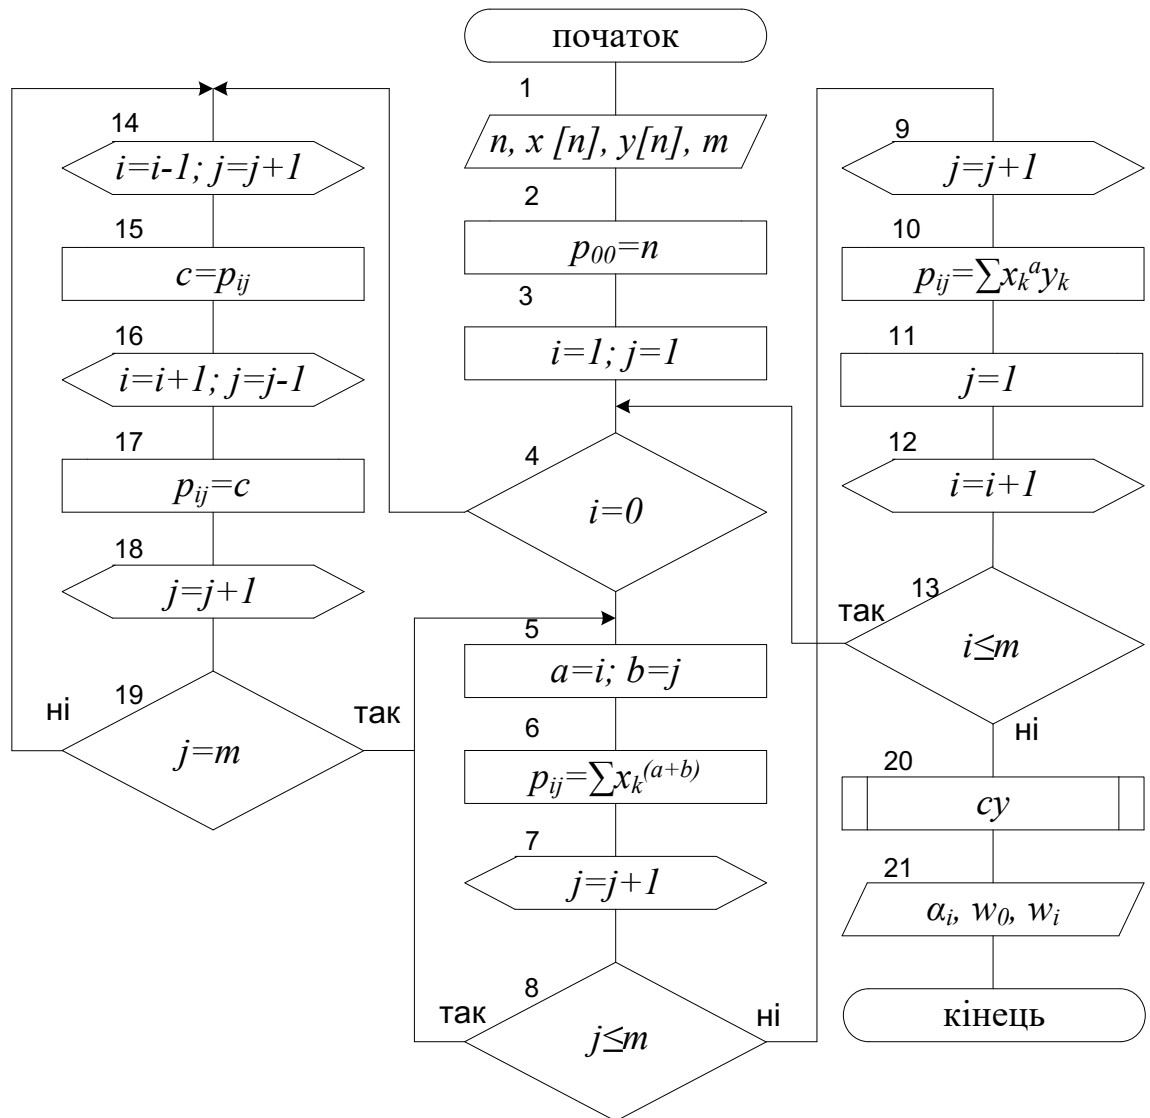 початок
1
n, x [n], y[n], m
2
p₀₀=n
3
i=1; j=1
4
i=0
5
a=i; b=j
6
pᵢⱼ=∑xₖ⁽ᵃ⁺ᵇ⁾
7
j=j+1
8
так
ні
j≤m
9
j=j+1
10
pᵢⱼ=∑xₖᵃyₖ
11
j=1
12
i=i+1
13
так
i≤m
ні
14
i=i-1; j=j+1
15
c=pᵢⱼ
16
i=i+1; j=j-1
17
pᵢⱼ=c
18
j=j+1
19
ні
так
j=m
20
су
21
αᵢ, w₀, wᵢ
кінець